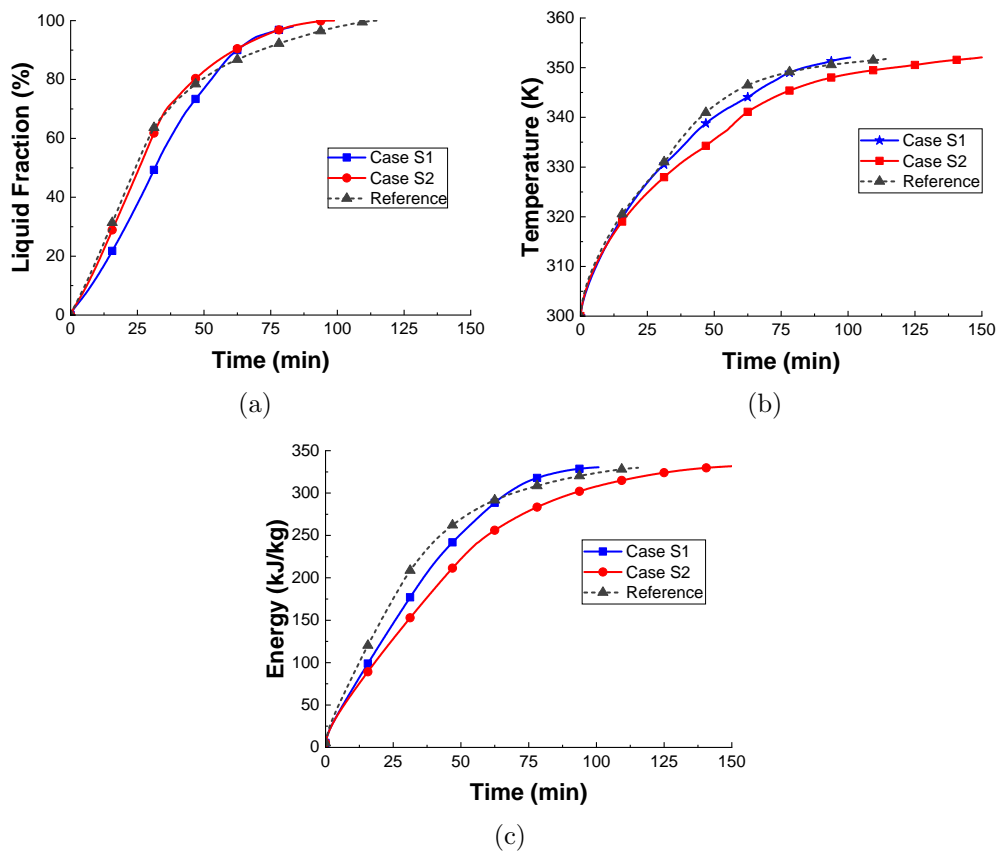 100
80
60
40
20
0
Liquid Fraction (%)
Case S1
Case S2
Reference
0 25 50 75 100 125 150
Time (min)
(a)
360
350
340
330
320
310
300
Temperature (K)
Case S1
Case S2
Reference
0 25 50 75 100 125 150
Time (min)
(b)
350
300
250
200
150
100
50
0
Energy (kJ/kg)
Case S1
Case S2
Reference
0 25 50 75 100 125 150
Time (min)
(c)